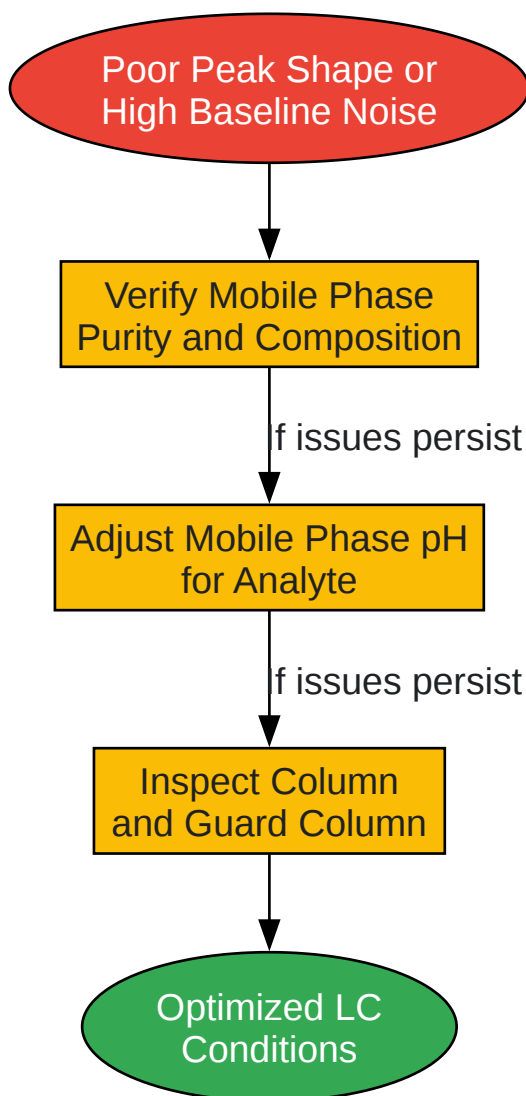 Poor Peak Shape or
High Baseline Noise
Verify Mobile Phase
Purity and Composition
If issues persist
Adjust Mobile Phase pH
for Analyte
If issues persist
Inspect Column
and Guard Column
Optimized LC
Conditions